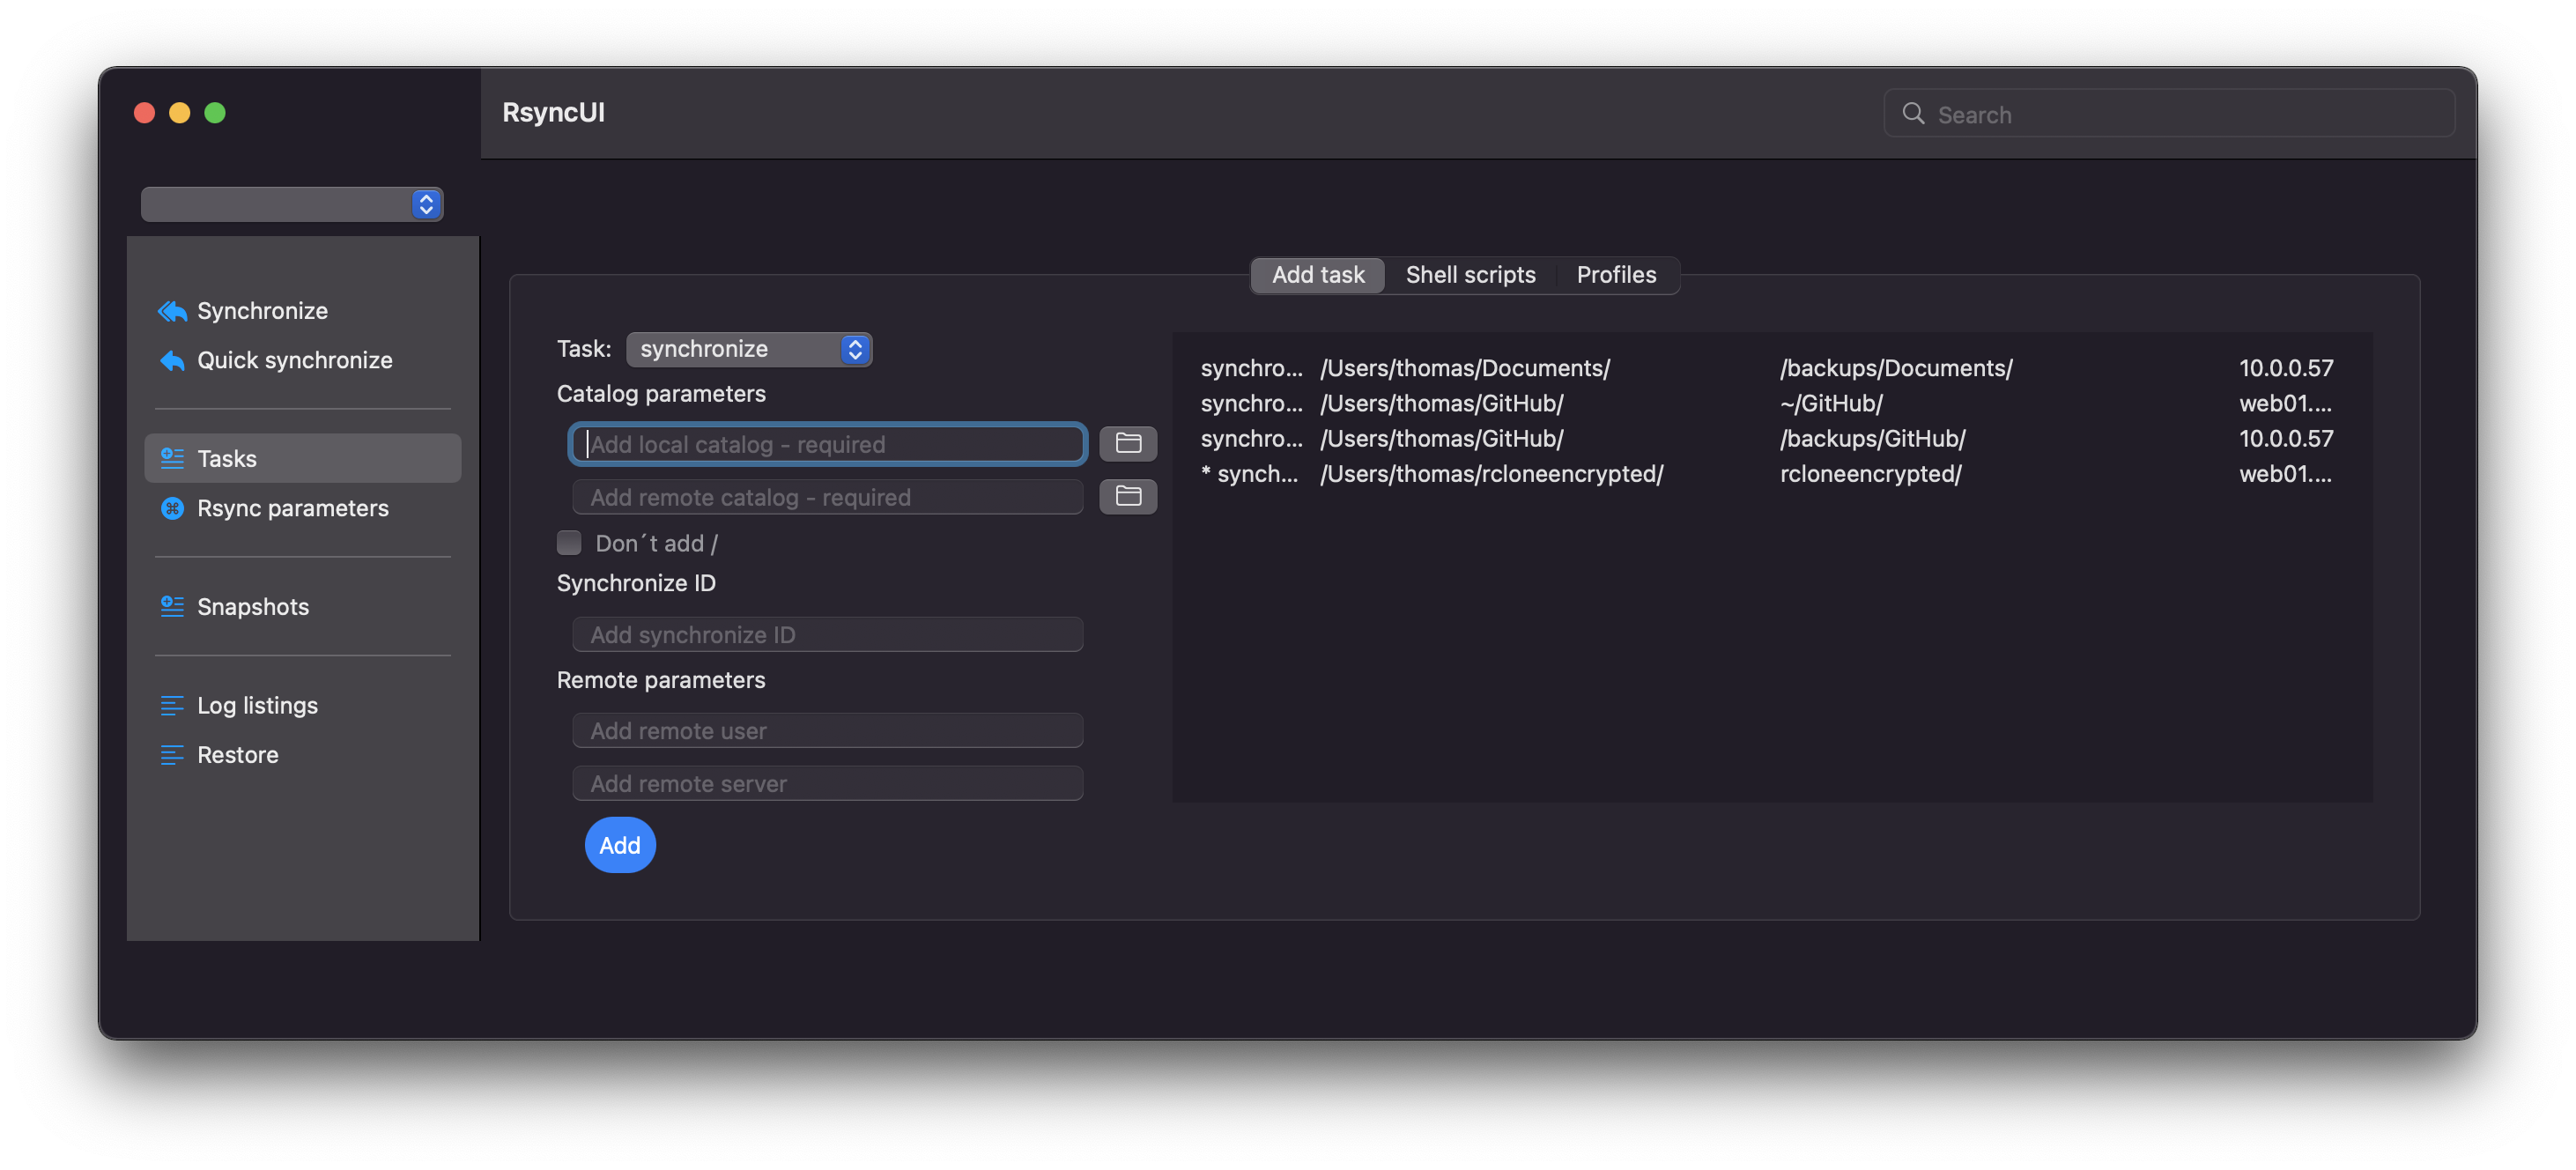 RsyncUI
Search
Synchronize
Quick synchronize
Tasks
Rsync parameters
Snapshots
Log listings
Restore
Add task Shell scripts Profiles
Task: synchronize
Catalog parameters
Add local catalog - required
Add remote catalog - required
Don´t add /
Synchronize ID
Add synchronize ID
Remote parameters
Add remote user
Add remote server
Add
synchro... /Users/thomas/Documents/ /backups/Documents/ 10.0.0.57
synchro... /Users/thomas/GitHub/ ~/GitHub/ web01....
synchro... /Users/thomas/GitHub/ /backups/GitHub/ 10.0.0.57
* synch... /Users/thomas/rcloneencrypted/ rcloneencrypted/ web01....